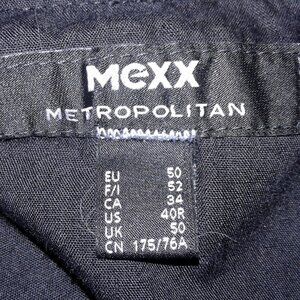 Mexx
METROPOLITAN
EU 50
F/I 52
CA 34
US 40R
UK 50
CN 175/76A